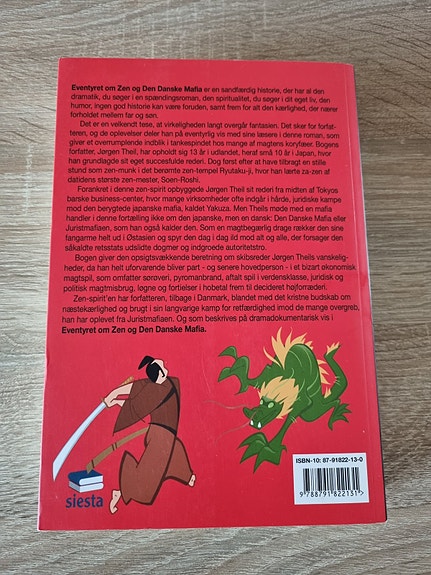 Eventyret om Zen og Den Danske Mafia er en sandfærdig historie, der har al den
dramatik, du søger i en spændingsroman, den spiritualitet, du søger i dit eget liv, den
humor, ingen god historie kan være foruden, samt frem for alt den kærlighed, der nærer
forholdet mellem far og søn.
Det er en velkendt tese, at virkeligheden langt overgår fantasien. Det sker for forfat-
teren, og de oplevelser deler han på eventyrlig vis med sine læsere i denne roman, som
giver et overrumplende indblik i tankespindet hos mange af magtens koryfæer. Bogens
forfatter, Jørgen Theil, har opholdt sig 13 år i udlandet, heraf små 10 år i Japan, hvor
han grundlagde sit eget succesfulde rederi. Dog først efter at have tilbragt en stille
stund som zen-munk i det berømte zen-tempel Ryutaku-ji, hvor han lærte za-zen af
datidens største zen-mester, Soen-Roshi.
Forankret i denne zen-spirit opbyggede Jørgen Theil sit rederi fra midten af Tokyos
barske business-center, hvor mange virksomheder ofte indgår i hårde, juridiske kampe
mod den berygtede japanske mafia, kaldet Yakuza. Men Theils møde med en mafia
handler i denne fortælling ikke om den japanske, men en dansk: Den Danske Mafia eller
Juristmafiaen, som han også kalder den. Som en magtbegærlig drage rækker den sine
fangarme helt ud i Østasien og spyr den dag i dag ild mod alt og alle, der forsager den
såkaldte retsstats udsildte dogmer og indgroede autoritetstro.
Bogen giver den opsigtsvækkende beretning om skibsreder Jørgen Theils vanskelig-
heder, da han helt uforvarende bliver part - og senere hovedperson - i et bizart økonomisk
magtspil, som omfatter sørøveri, pyromanbrand, aftalt spil i verdensklasse, juridisk og
politisk magtmisbrug, løgne og fortielser i hobetal frem til decideret højforræderi.
Zen-spirit'en har forfatteren, tilbage i Danmark, blandet med det kristne budskab om
næstekærlighed og brugt i sin langvarige kamp for retfærdighed imod de mange overgreb,
han har oplevet fra Juristmafiaen. Og som beskrives på dramadokumentarisk vis i
Eventyret om Zen og Den Danske Mafia.
siesta
ISBN-10: 87-91822-13-0
9 788791 822131>